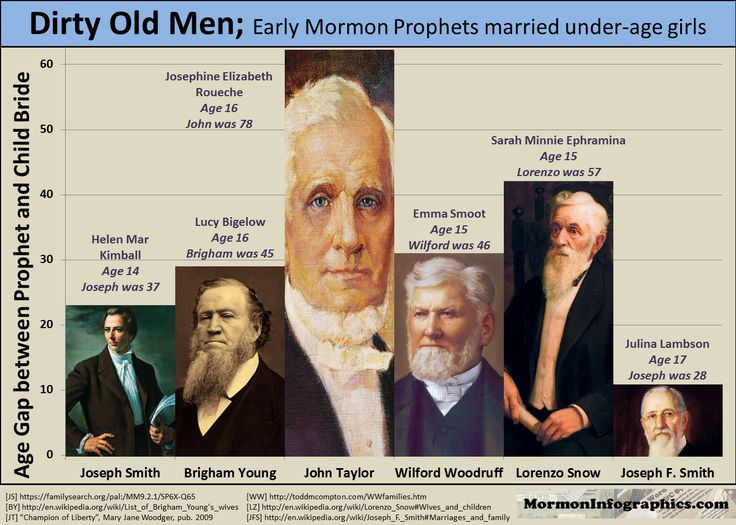 Dirty Old Men; Early Mormon Prophets married under-age girls
Age Gap between Prophet and Child Bride
60
50
40
30
20
10
0
Helen Mar
Kimball
Age 14
Joseph was 37
Lucy Bigelow
Age 16
Brigham was 45
Josephine Elizabeth
Roueche
Age 16
John was 78
Emma Smoot
Age 15
Wilford was 46
Sarah Minnie Ephramina
Age 15
Lorenzo was 57
Julina Lambson
Age 17
Joseph was 28
Joseph Smith
Brigham Young
John Taylor
Wilford Woodruff
Lorenzo Snow
Joseph F. Smith
[JS] https://familysearch.org/pal:/MM9.2.1/SP6X-Q65
[BY] http://en.wikipedia.org/wiki/List_of_Brigham_Young's_wives
[JT] "Champion of Liberty", Mary Jane Woodger, pub. 2009
[WW] http://toddmcompton.com/WWfamilies.htm
[LZ] http://en.wikipedia.org/wiki/Lorenzo_Snow#Wives_and_children
[JFS] http://en.wikipedia.org/wiki/Joseph_F._Smith#Marriages_and_family
MormonInfographics.com